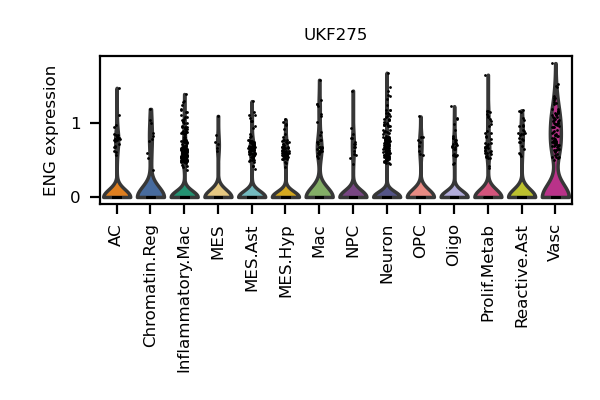 UKF275
ENG expression
1
0
AC
Chromatin.Reg
Inflammatory.Mac
MES
MES.Ast
MES.Hyp
Mac
NPC
Neuron
OPC
Oligo
Prolif.Metab
Reactive.Ast
Vasc